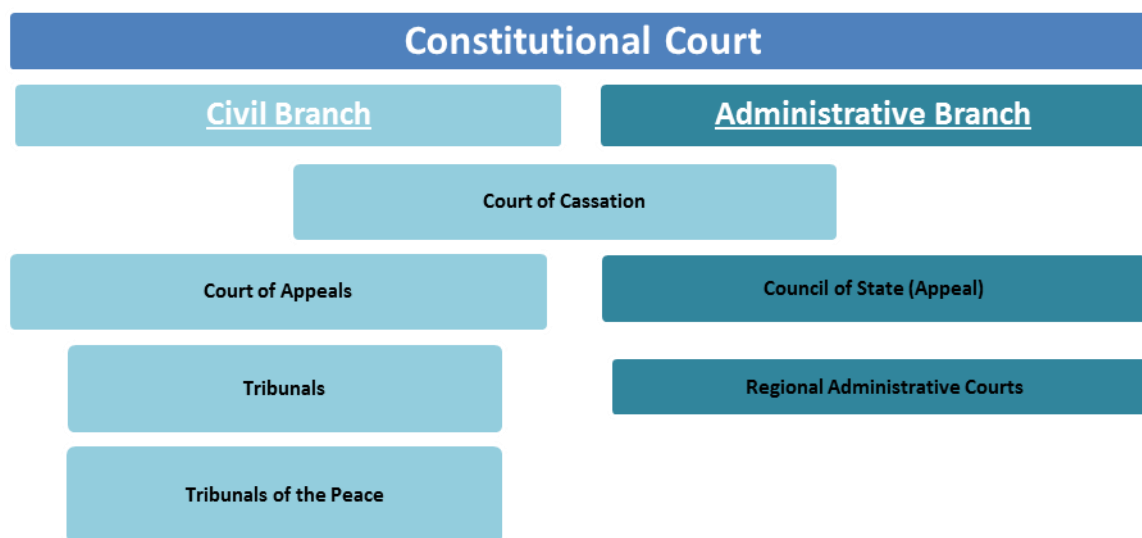 Constitutional Court
Civil Branch
Administrative Branch
Court of Cassation
Court of Appeals
Council of State (Appeal)
Tribunals
Regional Administrative Courts
Tribunals of the Peace